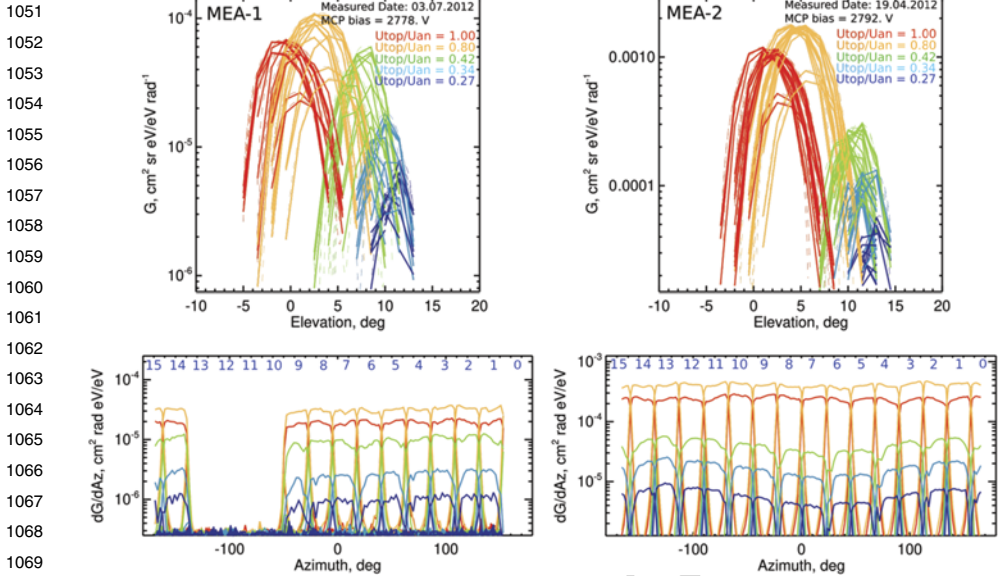 1051
1052
1053
1054
1055
1056
1057
1058
1059
1060
1061
1062
1063
1064
1065
1066
1067
1068
1069
MEA-1
Measured Date: 03.07.2012
MCP bias = 2778. V
Utop/Uan = 1.00
Utop/Uan = 0.80
Utop/Uan = 0.42
Utop/Uan = 0.34
Utop/Uan = 0.27
G, cm² sr eV/eV rad⁻¹
10⁻⁴
10⁻⁵
10⁻⁶
-10 -5 0 5 10 15 20
Elevation, deg
MEA-2
Measured Date: 19.04.2012
MCP bias = 2792. V
Utop/Uan = 1.00
Utop/Uan = 0.80
Utop/Uan = 0.42
Utop/Uan = 0.34
Utop/Uan = 0.27
G, cm² sr eV/eV rad⁻¹
0.0010
0.0001
-10 -5 0 5 10 15 20
Elevation, deg
15 14 13 12 11 10 9 8 7 6 5 4 3 2 1 0
dG/dAz, cm² rad eV/eV
10⁻⁴
10⁻⁵
10⁻⁶
-100 0 100
Azimuth, deg
15 14 13 12 11 10 9 8 7 6 5 4 3 2 1 0
dG/dAz, cm² rad eV/eV
10⁻³
10⁻⁴
10⁻⁵
-100 0 100
Azimuth, deg